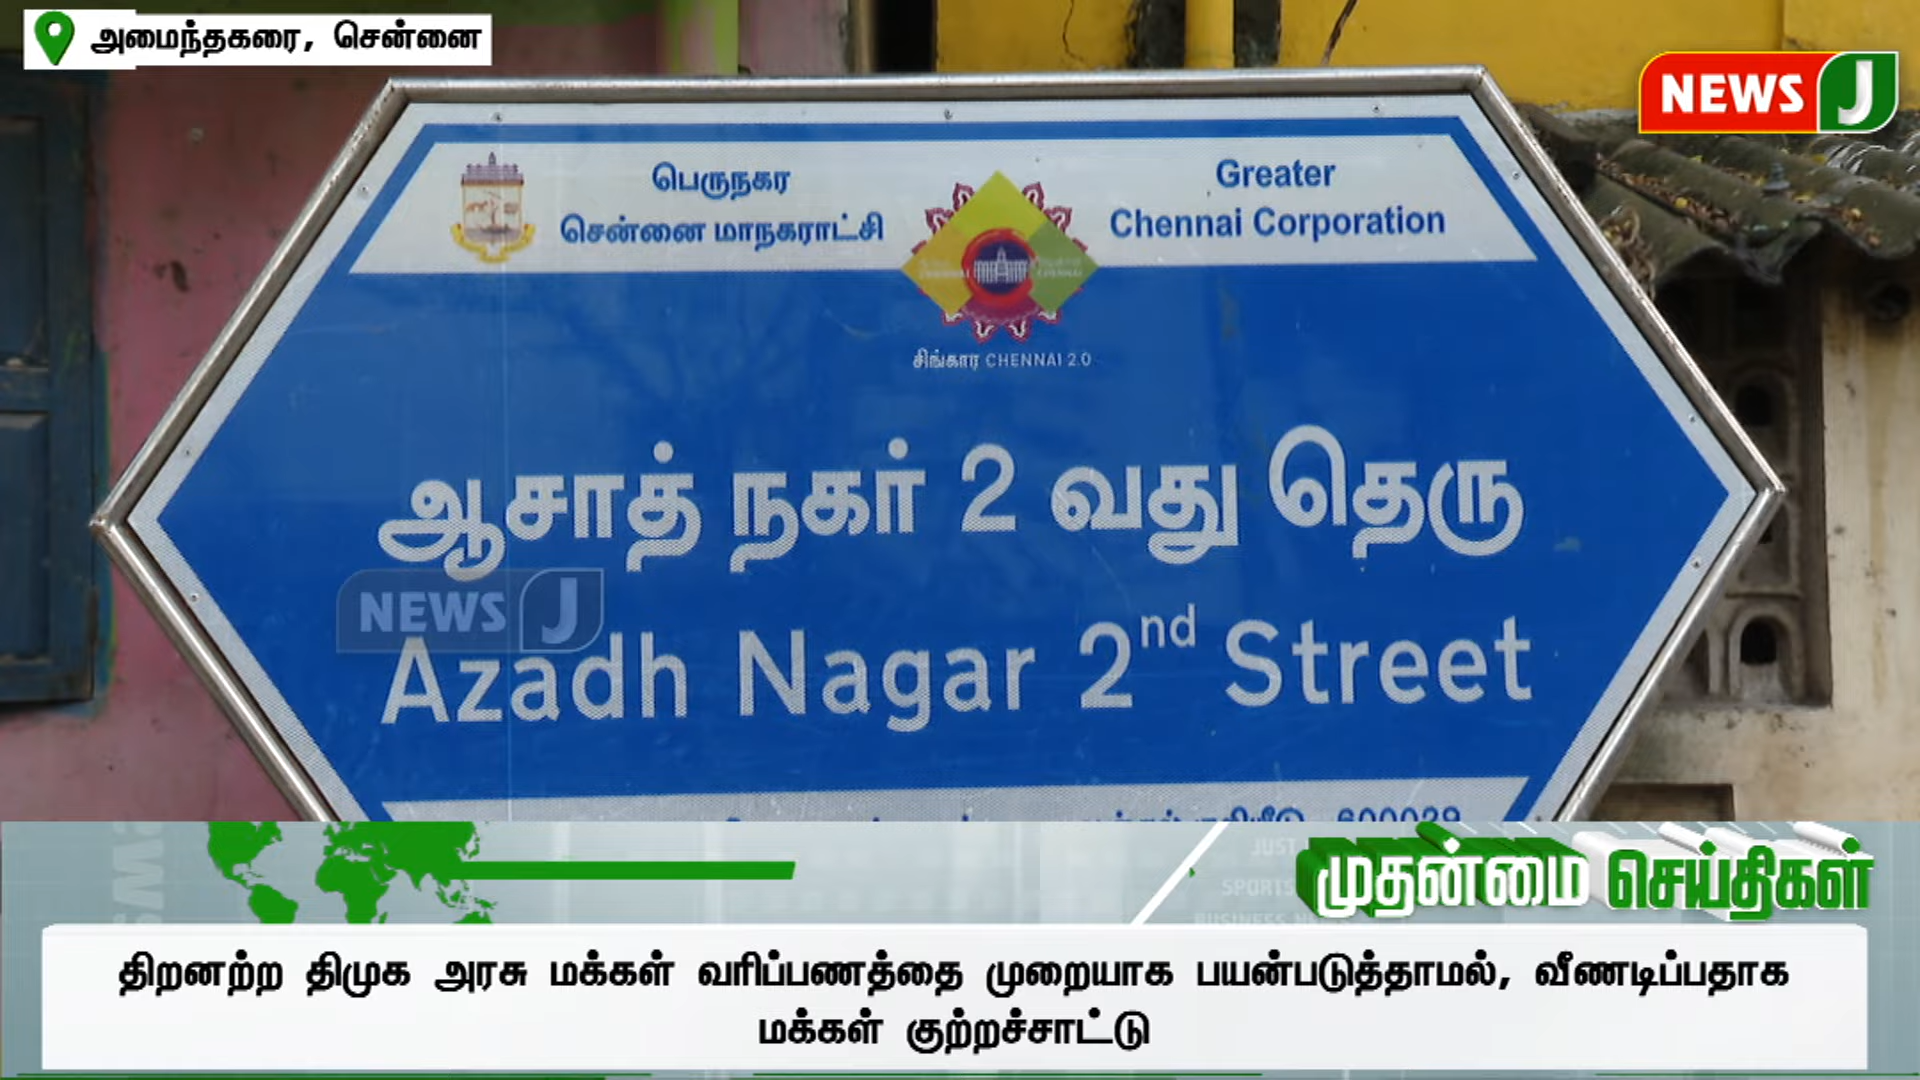 அமைந்தகரை, சென்னை
NEWS J
பெருநகர
சென்னை மாநகராட்சி
Greater
Chennai Corporation
சிங்கார CHENNAI 2.0
ஆசாத் நகர் 2 வது தெரு
NEWS J
Azadh Nagar 2nd Street
600029
முதன்மை செய்திகள்
திறனற்ற திமுக அரசு மக்கள் வரிப்பணத்தை முறையாக பயன்படுத்தாமல், வீணடிப்பதாக
மக்கள் குற்றச்சாட்டு